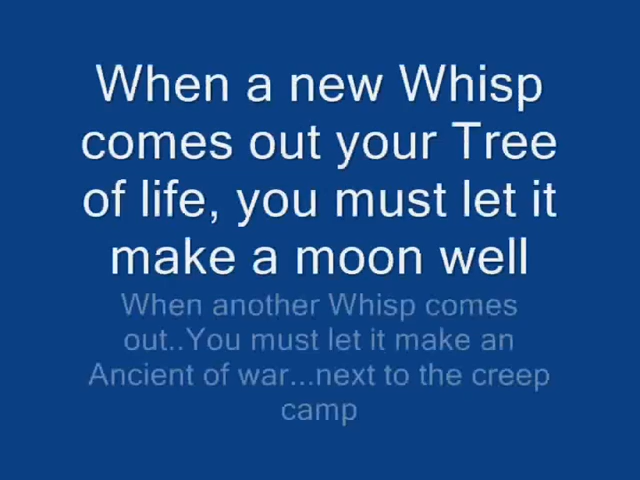 When a new Whisp
comes out your Tree
of life, you must let it
make a moon well
When another Whisp comes
out..You must let it make an
Ancient of war...next to the creep
camp